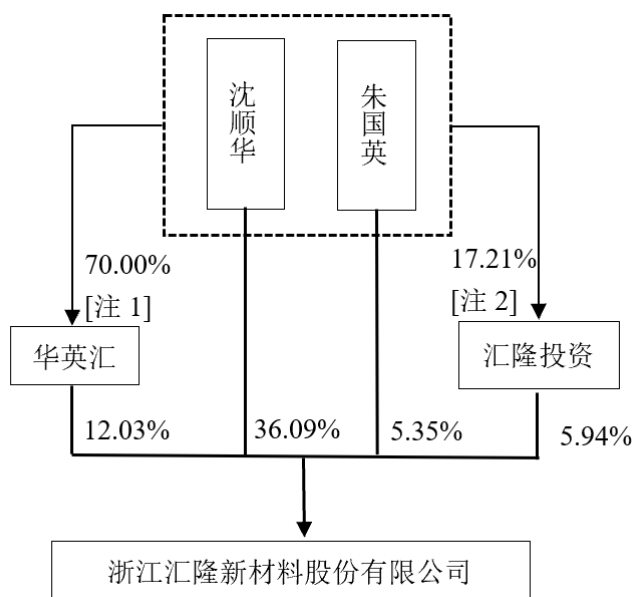 沈顺华
朱国英
70.00%
[注 1]
17.21%
[注 2]
华英汇
汇隆投资
12.03%
36.09%
5.35%
5.94%
浙江汇隆新材料股份有限公司